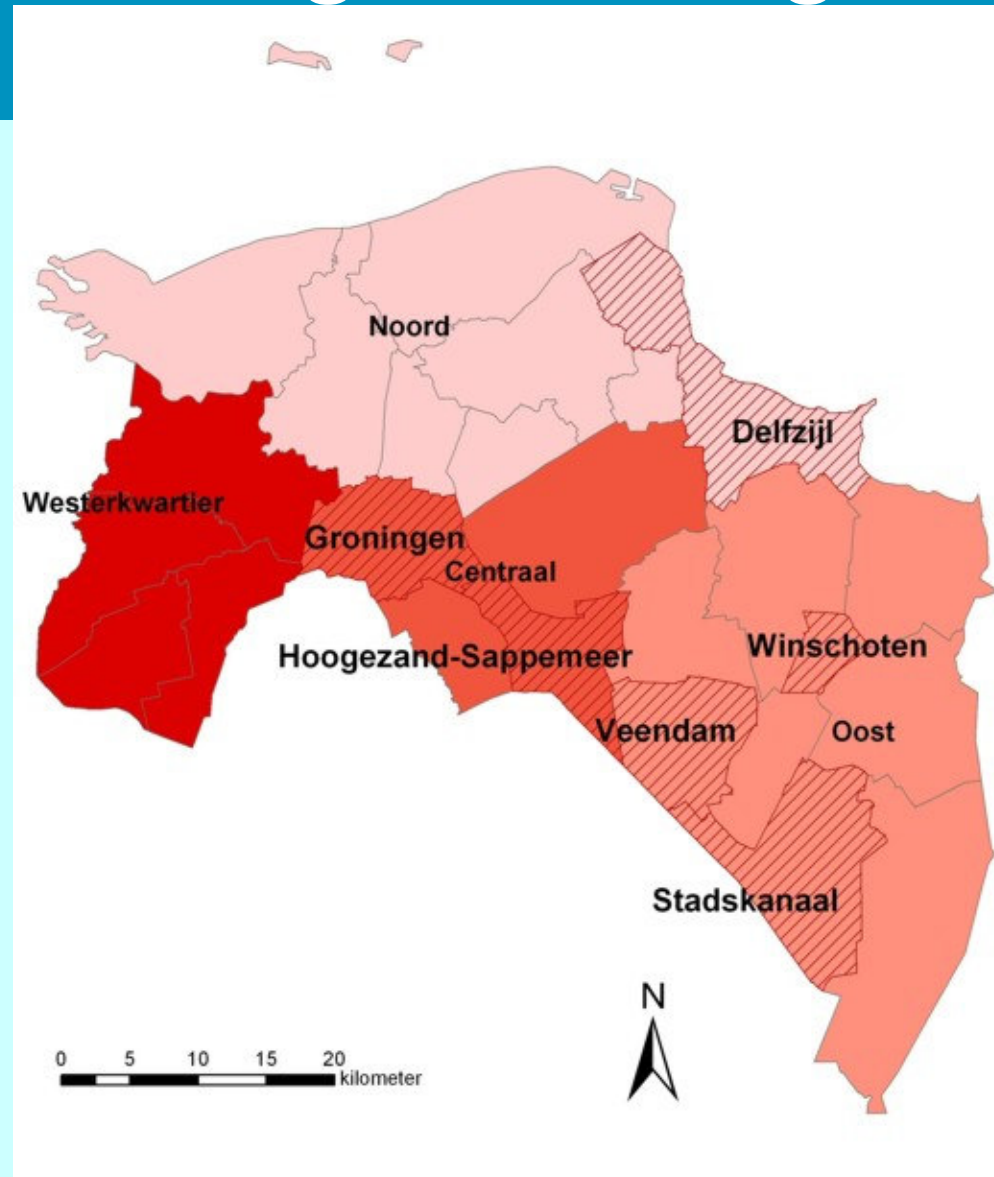 Noord
Delfzijl
Westerkwartier
Groningen
Centraal
Hoogezand-Sappemeer
Winschoten
Veendam
Oost
Stadskanaal
N
0 5 10 15 20
kilometer